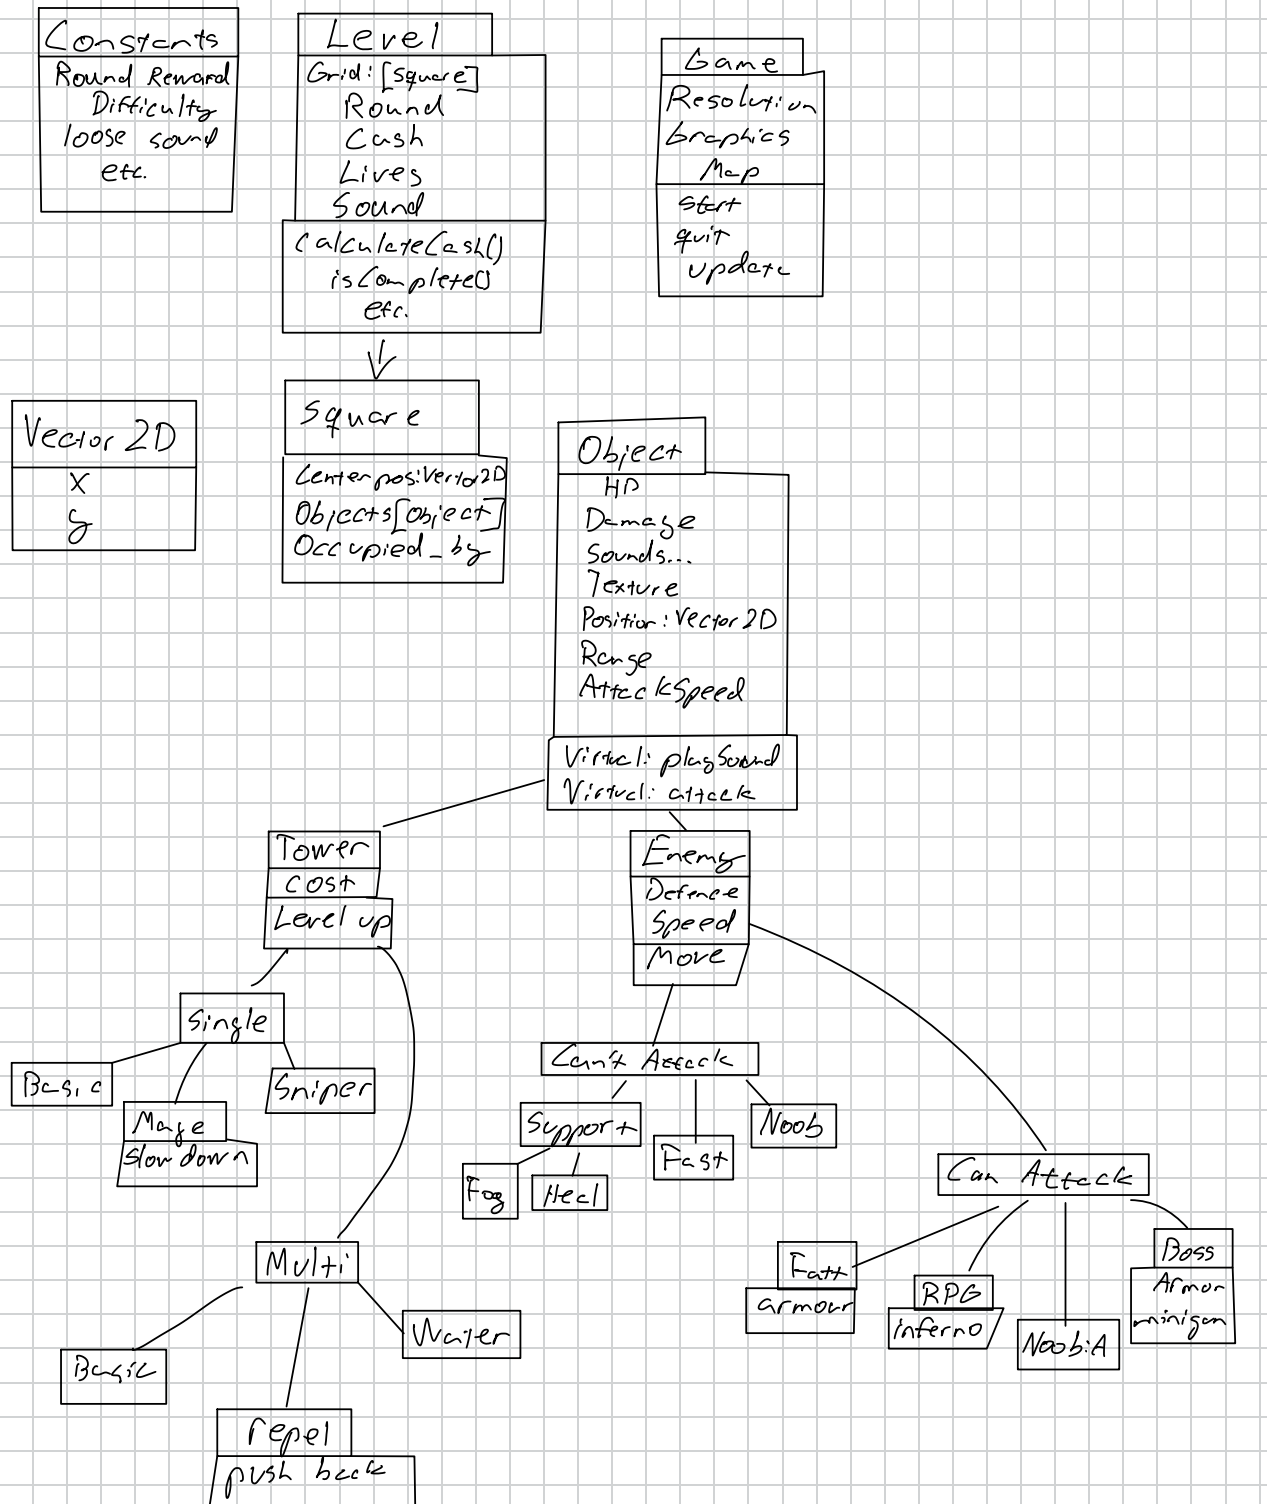 Constants
Round Reward
Difficulty
loose sound
etc.
Level
Grid: [Square]
Round
Cash
Lives
Sound
CalculateCash()
isComplete()
etc.
Game
Resolution
Graphics
Map
start
quit
update
Vector 2D
X
y
Square
Centerpos:Vector2D
Objects[Object]
Occupied_by
Object
HP
Damage
Sounds...
Texture
Position: Vector 2D
Range
AttackSpeed
Virtual: playSound
Virtual: attack
Tower
cost
Level up
Enemy
Defence
Speed
Move
Single
Basic
Mage
Slow down
Sniper
Can't Attack
Support
Fog
Heal
Fast
Noob
Can Attack
Fatt
armour
RPG
inferno
Noob:A
Boss
Armor
minigan
Multi
Basic
Water
repel
push back